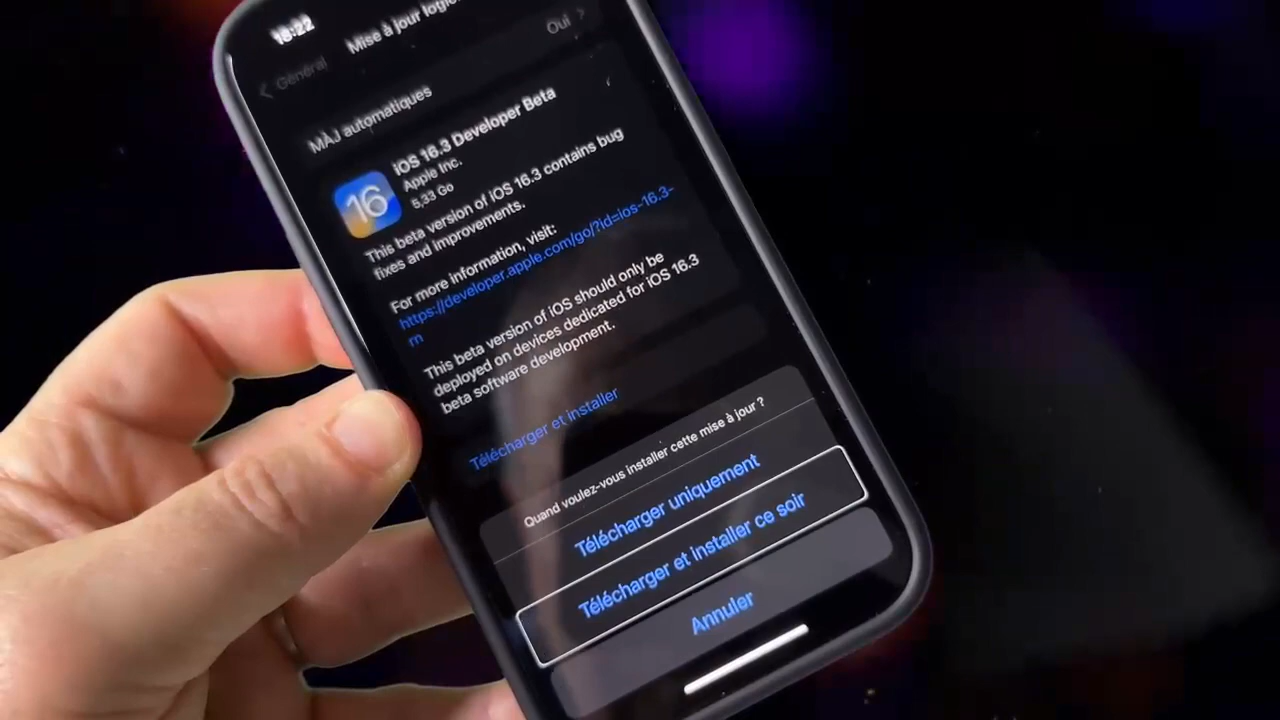 18:22
Général
Mise à jour logici
MÀJ automatiques
Oui
iOS 16.3 Developer Beta
Apple Inc.
5,33 Go
16
This beta version of iOS 16.3 contains bug
fixes and improvements.
For more information, visit:
https://developer.apple.com/go/?id=ios-16.3-
rn
This beta version of iOS should only be
deployed on devices dedicated for iOS 16.3
beta software development.
Télécharger et installer
Quand voulez-vous installer cette mise à jour ?
Télécharger uniquement
Télécharger et installer ce soir
Annuler